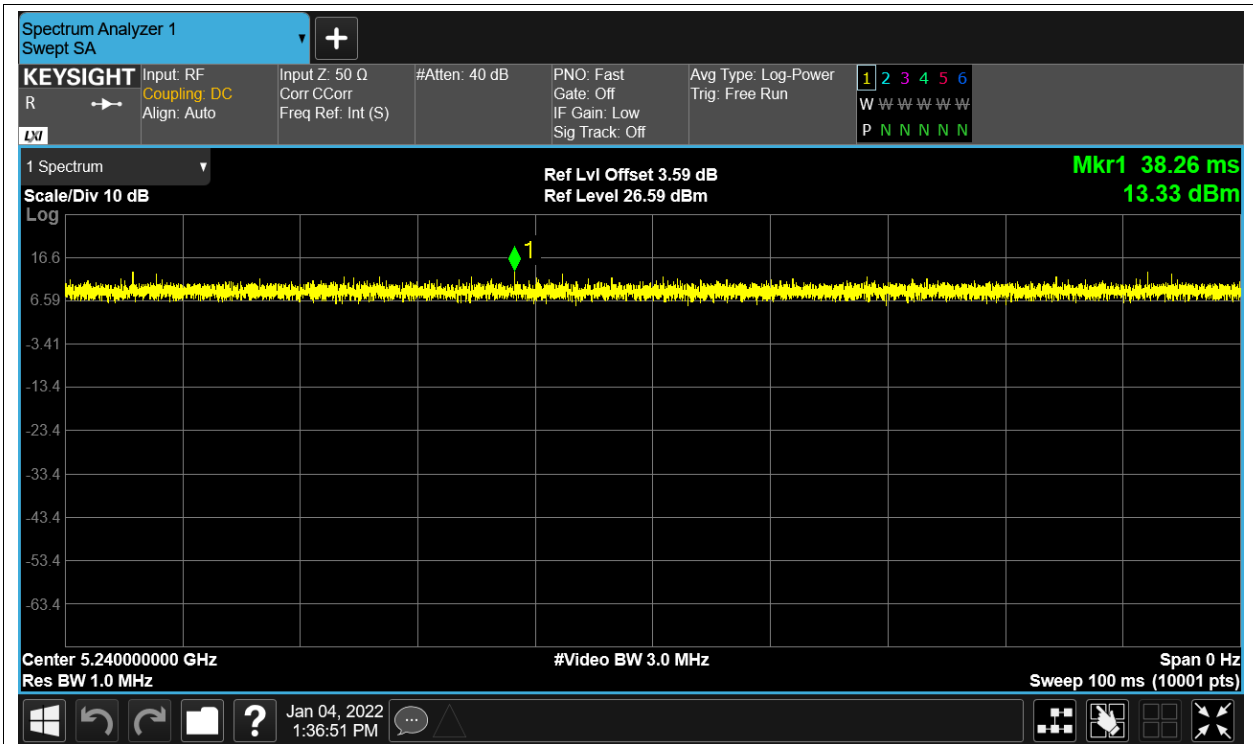 Spectrum Analyzer 1
Swept SA
KEYSIGHT
R
LXI
Input: RF
Coupling: DC
Align: Auto
Input Z: 50 Ω
Corr CCorr
Freq Ref: Int (S)
#Atten: 40 dB
PNO: Fast
Gate: Off
IF Gain: Low
Sig Track: Off
Avg Type: Log-Power
Trig: Free Run
1 2 3 4 5 6
W W W W W W
P N N N N N
1 Spectrum
Scale/Div 10 dB
Log
Ref Lvl Offset 3.59 dB
Ref Level 26.59 dBm
Mkr1 38.26 ms
13.33 dBm
1
16.6
6.59
-3.41
-13.4
-23.4
-33.4
-43.4
-53.4
-63.4
Center 5.240000000 GHz
Res BW 1.0 MHz
#Video BW 3.0 MHz
Span 0 Hz
Sweep 100 ms (10001 pts)
?
Jan 04, 2022
1:36:51 PM